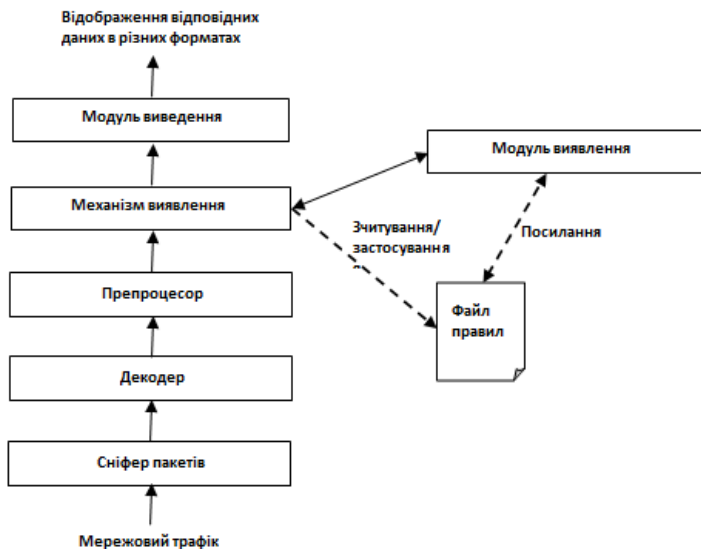 Відображення відповідних
даних в різних форматах
Модуль виведення
Модуль виявлення
Механізм виявлення
Зчитування/
застосування
Посилання
Препроцесор
Файл
правил
Декодер
Сніфер пакетів
Мережовий трафік